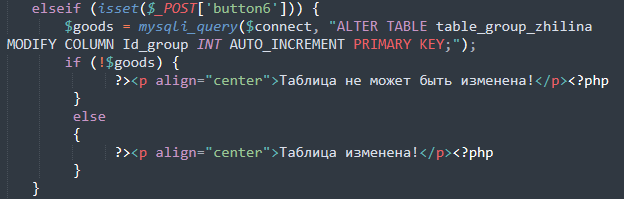 elseif (isset($_POST['button6'])) {
$goods = mysqli_query($connect, "ALTER TABLE table_group_zhilina
MODIFY COLUMN Id_group INT AUTO_INCREMENT PRIMARY KEY;");
if (!$goods) {
?><p align="center">Таблица не может быть изменена!</p><?php
}
else
{
?><p align="center">Таблица изменена!</p><?php
}
}